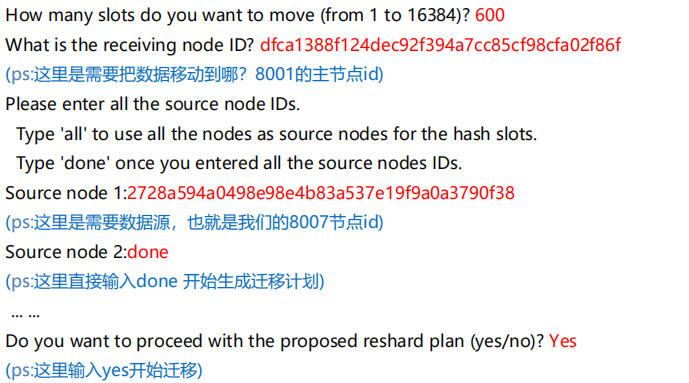 How many slots do you want to move (from 1 to 16384)? 600
What is the receiving node ID? dfca1388f124dec92f394a7cc85cf98cfa02f86f
(ps:这里是需要把数据移动到哪？8001的主节点id)
Please enter all the source node IDs.
Type 'all' to use all the nodes as source nodes for the hash slots.
Type 'done' once you entered all the source nodes IDs.
Source node 1:2728a594a0498e98e4b83a537e19f9a0a3790f38
(ps:这里是需要数据源，也就是我们的8007节点id)
Source node 2:done
(ps:这里直接输入done 开始生成迁移计划)
... ...
Do you want to proceed with the proposed reshard plan (yes/no)? Yes
(ps:这里输入yes开始迁移)